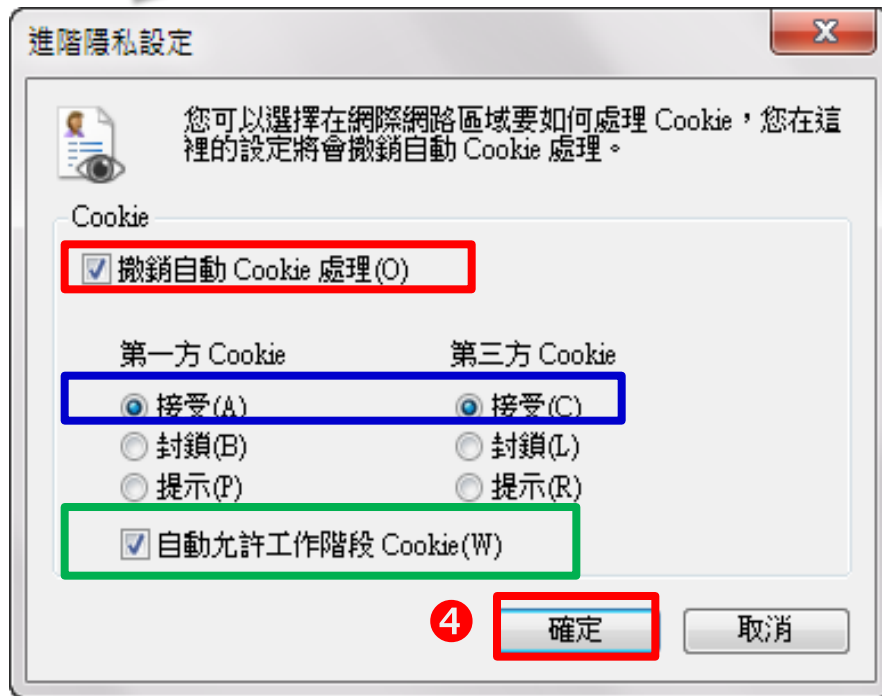 進階隱私設定
您可以選擇在網際網路區域要如何處理 Cookie，您在這
裡的設定將會撤銷自動 Cookie 處理。
Cookie
撤銷自動 Cookie 處理(O)
第一方 Cookie 第三方 Cookie
接受(A) 接受(C)
封鎖(B) 封鎖(L)
提示(P) 提示(R)
自動允許工作階段 Cookie(W)
4 確定 取消